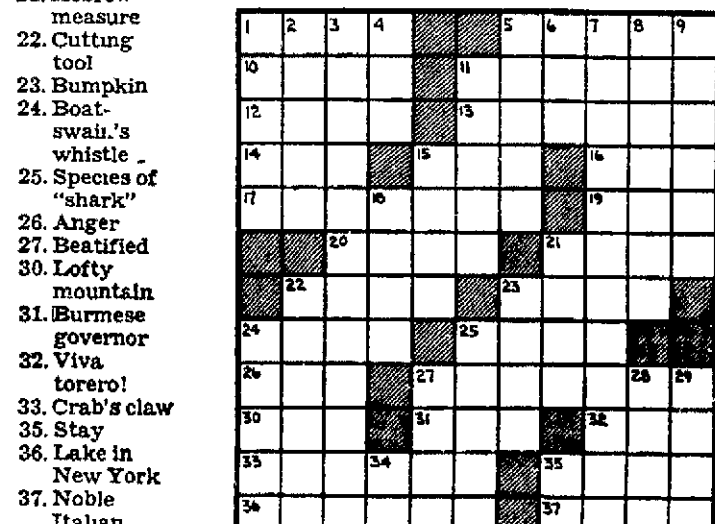 measure
22. Cutting
tool
23. Bumpkin
24. Boat-
swain.'s
whistle
25. Species of
"shark"
26. Anger
27. Beatified
30. Lofty
mountain
31. Burmese
governor
32. Viva
torero!
33. Crab's claw
35. Stay
36. Lake in
New York
37. Noble
Italian
1 2 3 4 5 6 7 8 9
10 11
12 13
14 15 16
17 18 19
20 21
22 23
24 25
26 27 28 29
30 31 32
33 34 35
36 37